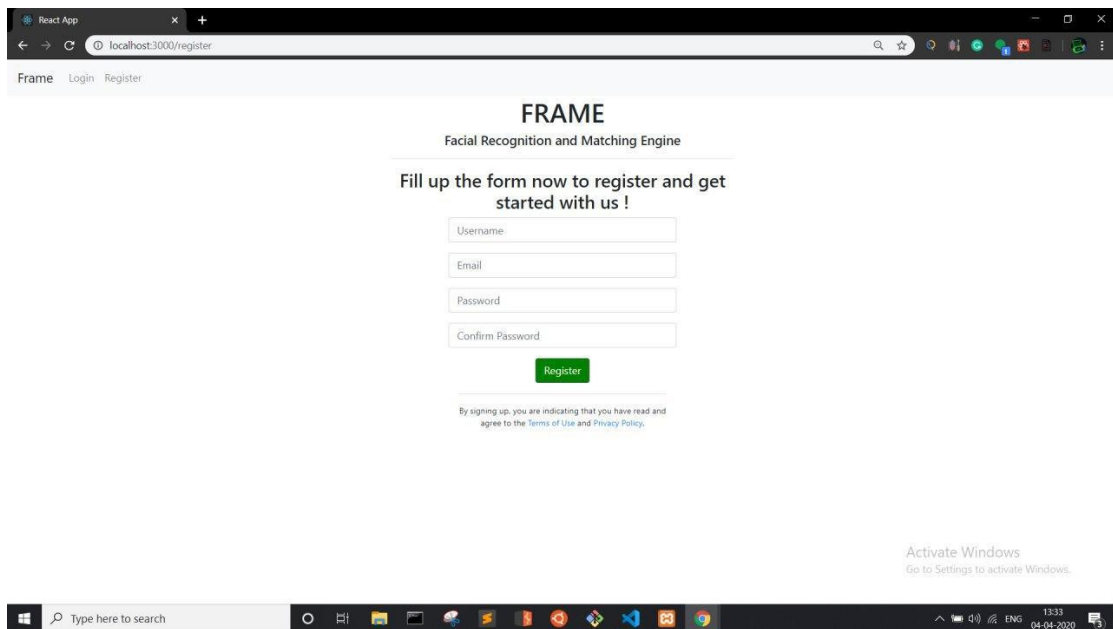 React App
localhost:3000/register
Frame Login Register
FRAME
Facial Recognition and Matching Engine
Fill up the form now to register and get
started with us !
Username
Email
Password
Confirm Password
Register
By signing up, you are indicating that you have read and
agree to the Terms of Use and Privacy Policy.
Activate Windows
Go to Settings to activate Windows.
Type here to search
ENG
13:33
04-04-2020